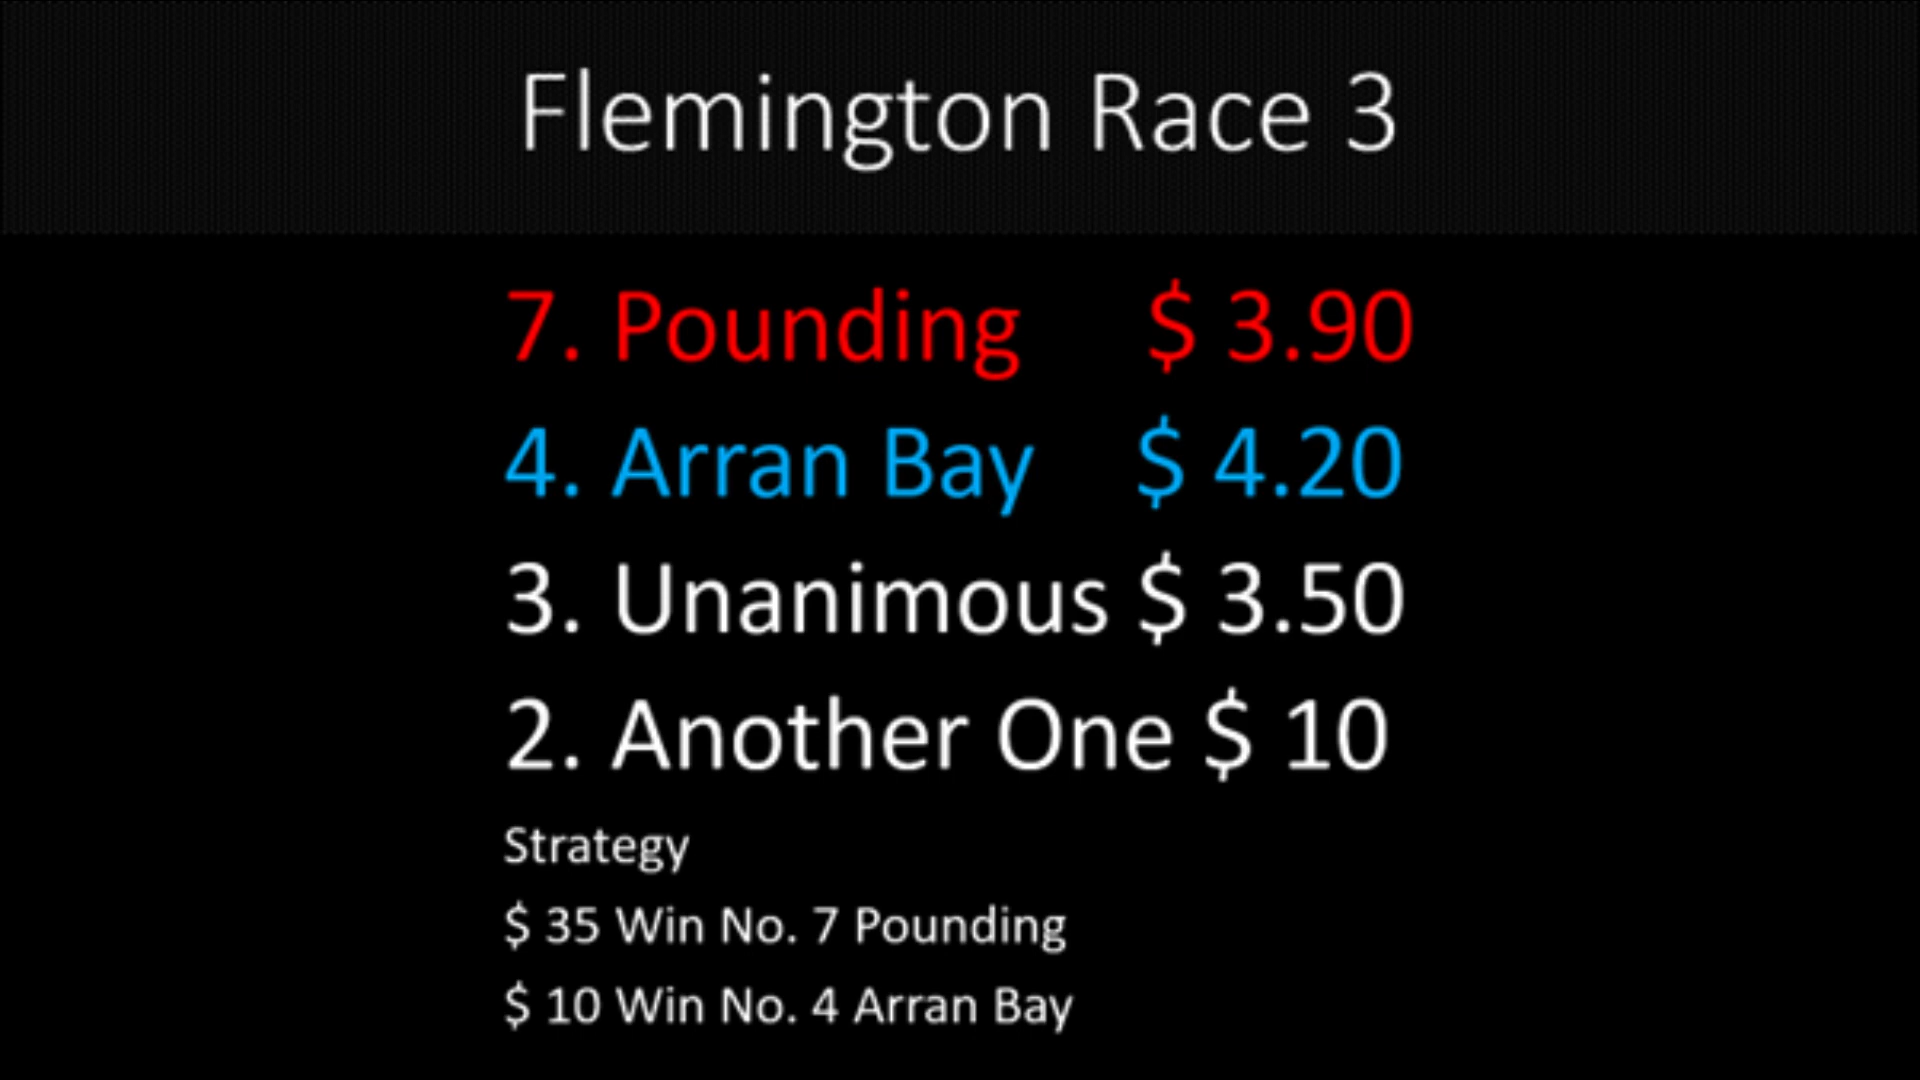 Flemington Race 3
7. Pounding $ 3.90
4. Arran Bay $ 4.20
3. Unanimous $ 3.50
2. Another One $ 10
Strategy
$ 35 Win No. 7 Pounding
$ 10 Win No. 4 Arran Bay